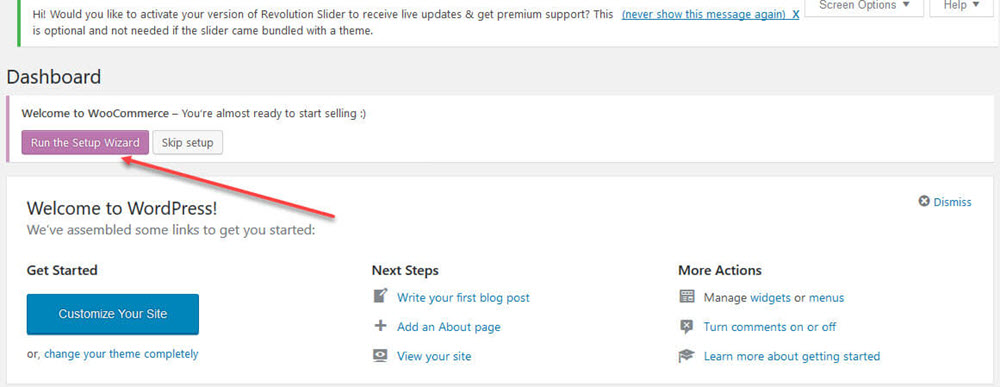 Hi! Would you like to activate your version of Revolution Slider to receive live updates & get premium support? This (never show this message again) X
is optional and not needed if the slider came bundled with a theme.
Screen Options ▼
Help ▼
Dashboard
Welcome to WooCommerce – You're almost ready to start selling :)
Run the Setup Wizard
Skip setup
Welcome to WordPress!
Dismiss
We've assembled some links to get you started:
Get Started
Customize Your Site
or, change your theme completely
Next Steps
Write your first blog post
Add an About page
View your site
More Actions
Manage widgets or menus
Turn comments on or off
Learn more about getting started